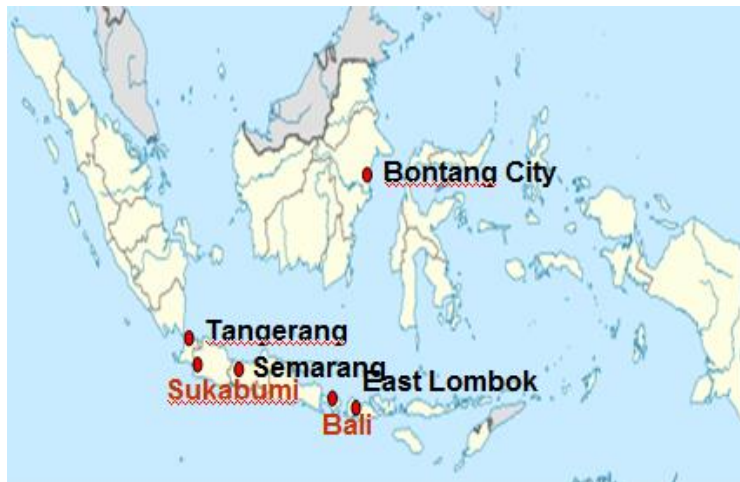 Bontang City
Tangerang
Semarang
Sukabumi
East Lombok
Bali